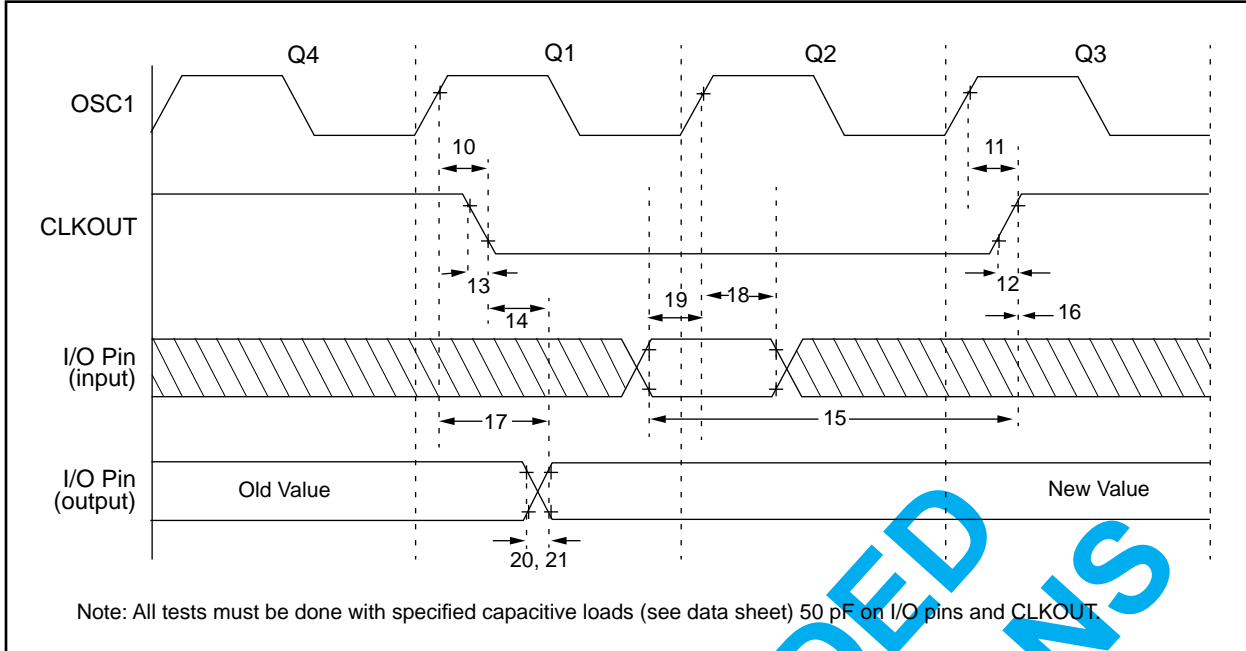 Q4 Q1 Q2 Q3
OSC1
10 11
CLKOUT
13 12
19 18
14 16
I/O Pin
(input)
17 15
I/O Pin
(output)
Old Value New Value
20, 21
Note: All tests must be done with specified capacitive loads (see data sheet) 50 pF on I/O pins and CLKOUT.
DED
NS